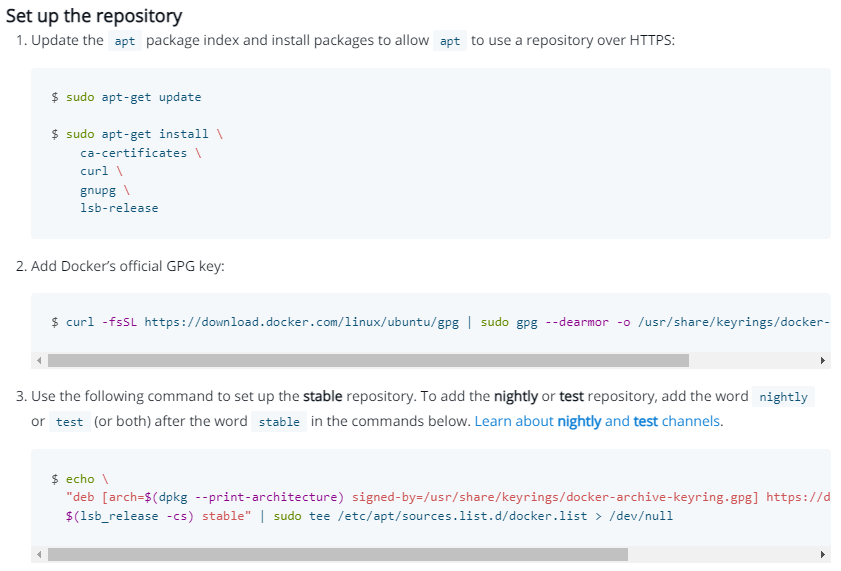 Set up the repository
1. Update the apt package index and install packages to allow apt to use a repository over HTTPS:
$ sudo apt-get update
$ sudo apt-get install \
ca-certificates \
curl \
gnupg \
lsb-release
2. Add Docker’s official GPG key:
$ curl -fsSL https://download.docker.com/linux/ubuntu/gpg | sudo gpg --dearmor -o /usr/share/keyrings/docker-
3. Use the following command to set up the stable repository. To add the nightly or test repository, add the word nightly
or test (or both) after the word stable in the commands below. Learn about nightly and test channels.
$ echo \
"deb [arch=$(dpkg --print-architecture) signed-by=/usr/share/keyrings/docker-archive-keyring.gpg] https://d
$(lsb_release -cs) stable" | sudo tee /etc/apt/sources.list.d/docker.list > /dev/null